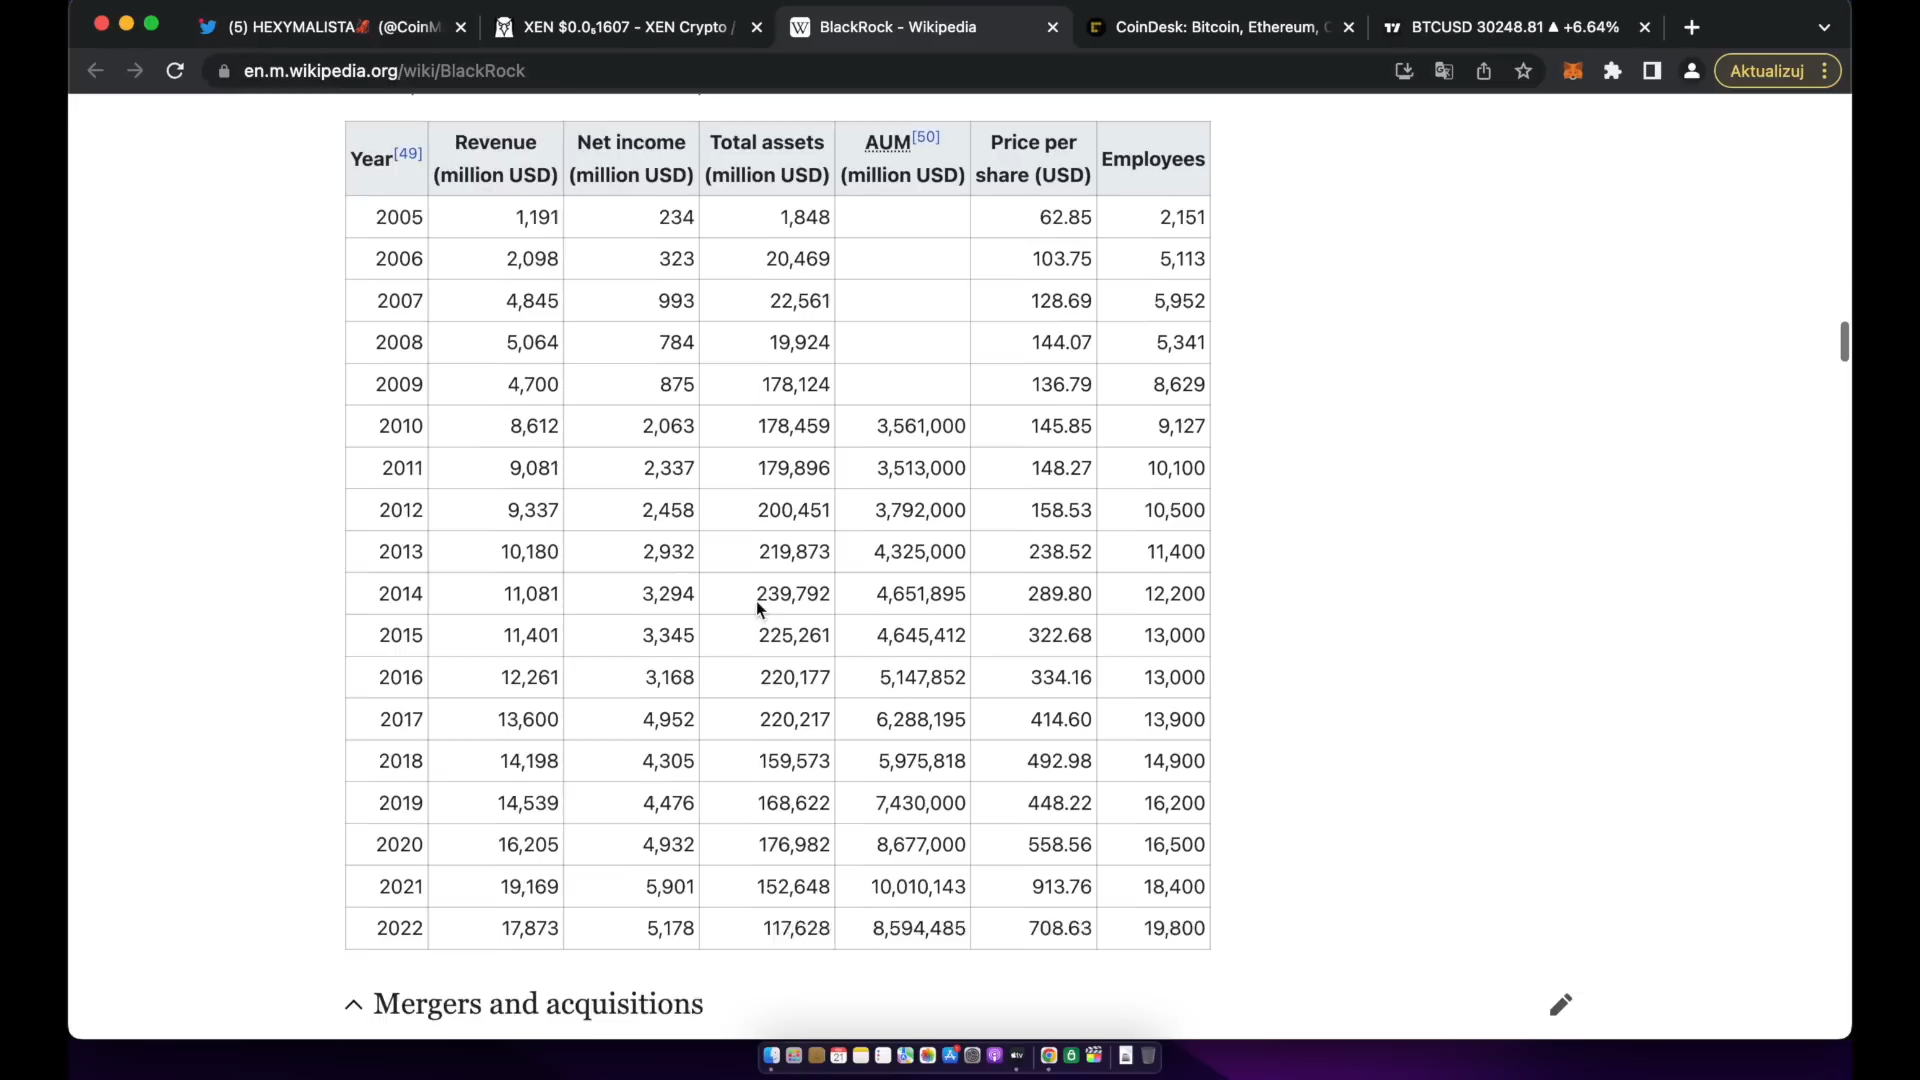 (5) HEXYMALISTA (@CoinM
XEN $0.0₆1607 - XEN Crypto /
BlackRock - Wikipedia
CoinDesk: Bitcoin, Ethereum,
BTCUSD 30248.81 ▲ +6.64%
en.m.wikipedia.org/wiki/BlackRock
Aktualizuj
Year[49] Revenue (million USD) Net income (million USD) Total assets (million USD) AUM[50] (million USD) Price per share (USD) Employees
2005 1,191 234 1,848 62.85 2,151
2006 2,098 323 20,469 103.75 5,113
2007 4,845 993 22,561 128.69 5,952
2008 5,064 784 19,924 144.07 5,341
2009 4,700 875 178,124 136.79 8,629
2010 8,612 2,063 178,459 3,561,000 145.85 9,127
2011 9,081 2,337 179,896 3,513,000 148.27 10,100
2012 9,337 2,458 200,451 3,792,000 158.53 10,500
2013 10,180 2,932 219,873 4,325,000 238.52 11,400
2014 11,081 3,294 239,792 4,651,895 289.80 12,200
2015 11,401 3,345 225,261 4,645,412 322.68 13,000
2016 12,261 3,168 220,177 5,147,852 334.16 13,000
2017 13,600 4,952 220,217 6,288,195 414.60 13,900
2018 14,198 4,305 159,573 5,975,818 492.98 14,900
2019 14,539 4,476 168,622 7,430,000 448.22 16,200
2020 16,205 4,932 176,982 8,677,000 558.56 16,500
2021 19,169 5,901 152,648 10,010,143 913.76 18,400
2022 17,873 5,178 117,628 8,594,485 708.63 19,800
Mergers and acquisitions